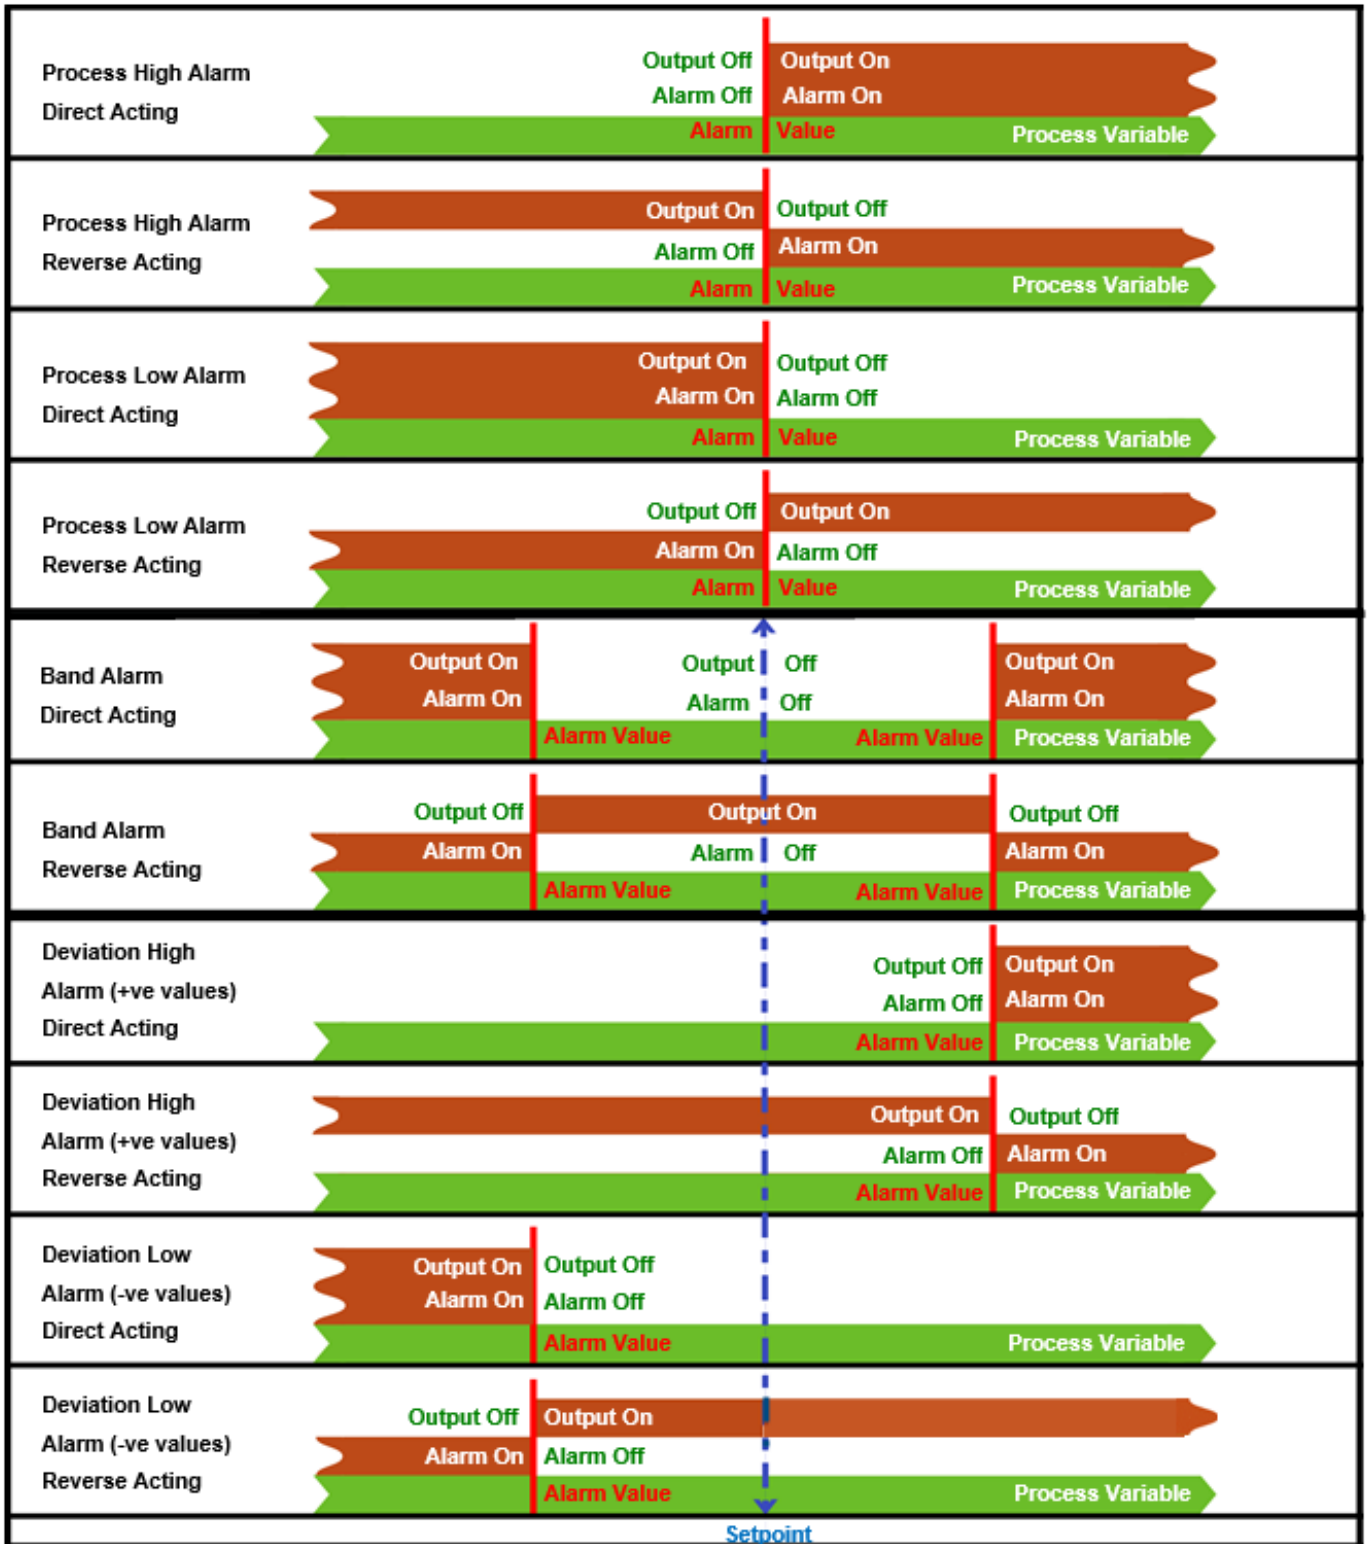 Process High Alarm
Direct Acting
Output Off Output On
Alarm Off Alarm On
Alarm Value Process Variable
Process High Alarm
Reverse Acting
Output On Output Off
Alarm Off Alarm On
Alarm Value Process Variable
Process Low Alarm
Direct Acting
Output On Output Off
Alarm On Alarm Off
Alarm Value Process Variable
Process Low Alarm
Reverse Acting
Output Off Output On
Alarm On Alarm Off
Alarm Value Process Variable
Band Alarm
Direct Acting
Output On Output Off Output On
Alarm On Alarm Off Alarm On
Alarm Value Alarm Value Process Variable
Band Alarm
Reverse Acting
Output Off Output On Output Off
Alarm On Alarm Off Alarm On
Alarm Value Alarm Value Process Variable
Deviation High
Alarm (+ve values)
Direct Acting
Output Off Output On
Alarm Off Alarm On
Alarm Value Process Variable
Deviation High
Alarm (+ve values)
Reverse Acting
Output On Output Off
Alarm Off Alarm On
Alarm Value Process Variable
Deviation Low
Alarm (-ve values)
Direct Acting
Output On Output Off
Alarm On Alarm Off
Alarm Value Process Variable
Deviation Low
Alarm (-ve values)
Reverse Acting
Output Off Output On
Alarm On Alarm Off
Alarm Value Process Variable
Setpoint